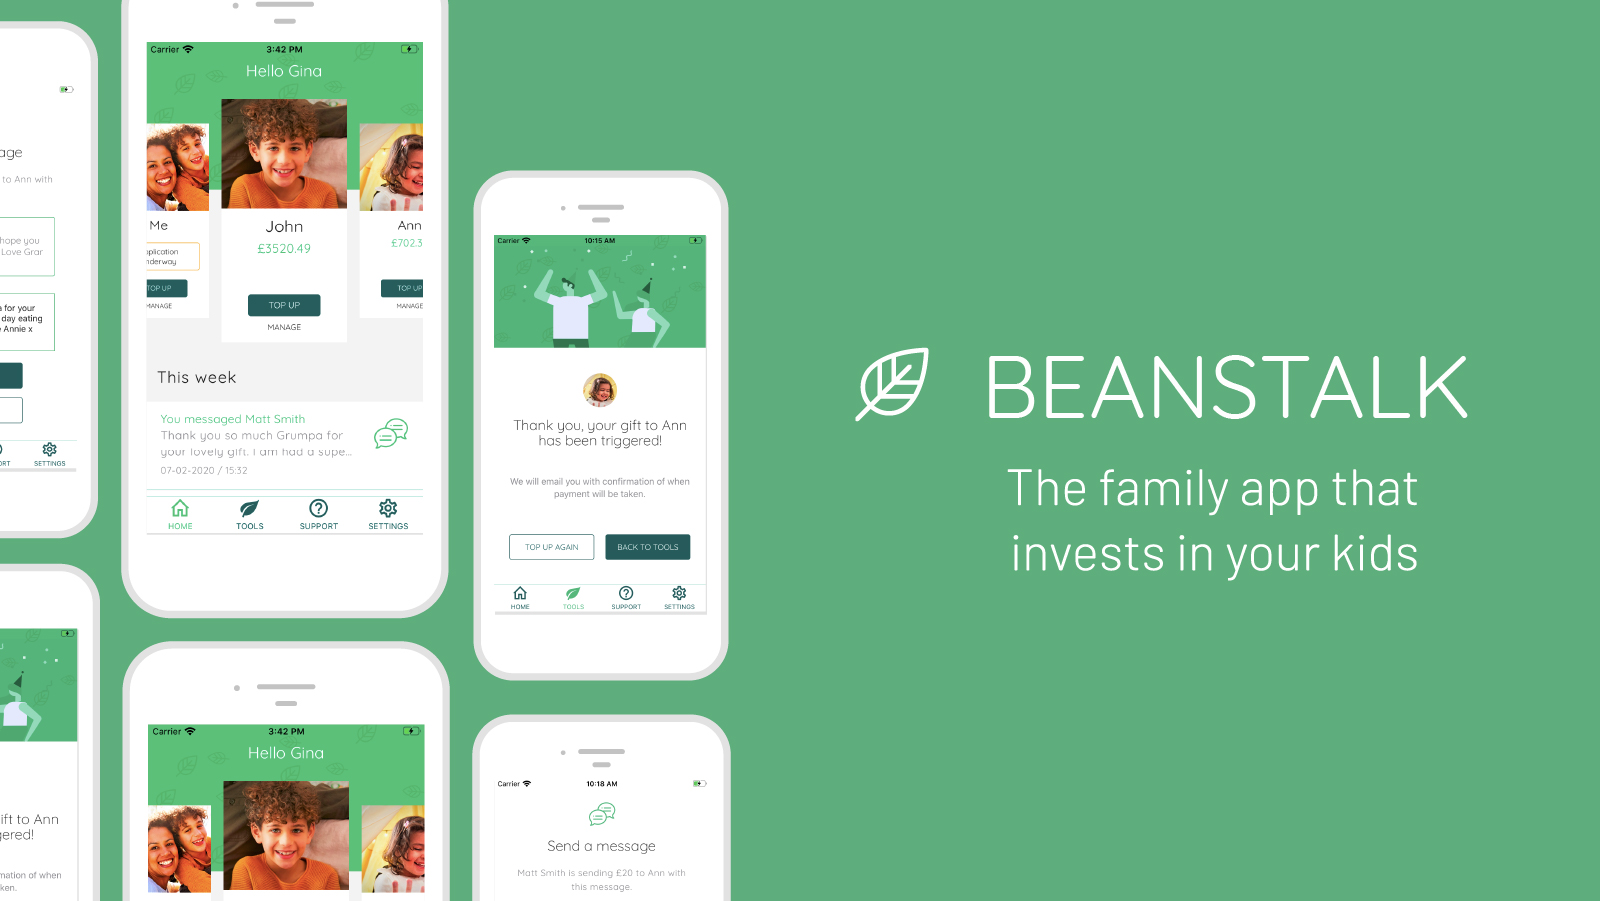 age
to Ann with
hope you
Love Grar
for your
day eating
e Annie x
ORT
SETTINGS
ift to Ann
gered!
mation of when
ken.
Carrier
3:42 PM
Hello Gina
Me
John
Ann
£3520.49
£702.3
plication
nderway
TOP UP
MANAGE
TOP UP
MANAGE
TOP UP
MANAGE
This week
You messaged Matt Smith
Thank you so much Grumpa for
your lovely gift. I am had a supe...
07-02-2020 / 15:32
HOME
TOOLS
SUPPORT
SETTINGS
Carrier
3:42 PM
Hello Gina
Carrier
10:15 AM
Thank you, your gift to Ann
has been triggered!
We will email you with confirmation of when
payment will be taken.
TOP UP AGAIN
BACK TO TOOLS
HOME
TOOLS
SUPPORT
SETTINGS
Carrier
10:18 AM
Send a message
Matt Smith is sending £20 to Ann with
this message.
BEANSTALK
The family app that
invests in your kids